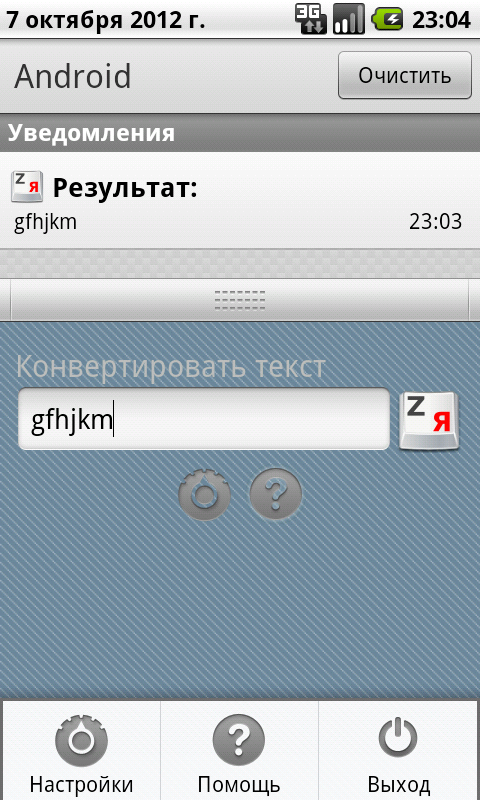 7 октября 2012 г. 3G 23:04
Android Очистить
Уведомления
Z Я Результат:
gfhjkm 23:03
Конвертировать текст
gfhjkm Z Я
?
?
Настройки Помощь Выход